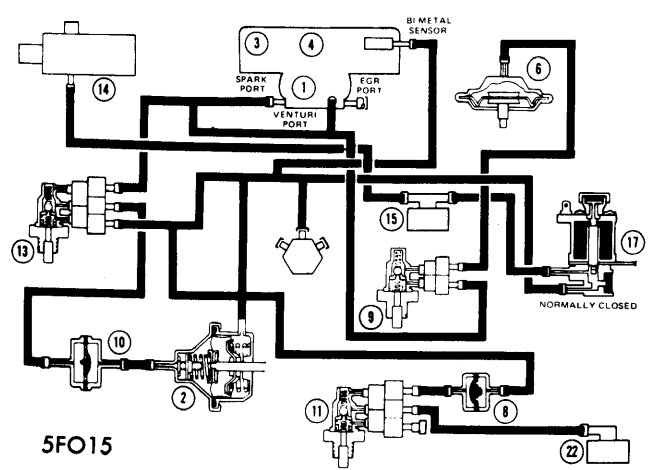 BI METAL
SENSOR
3
4
6
14
SPARK
PORT
1
EGR
PORT
VENTURI
PORT
15
13
17
9
NORMALLY CLOSED
10
2
D R R
11
8
5FO15
22